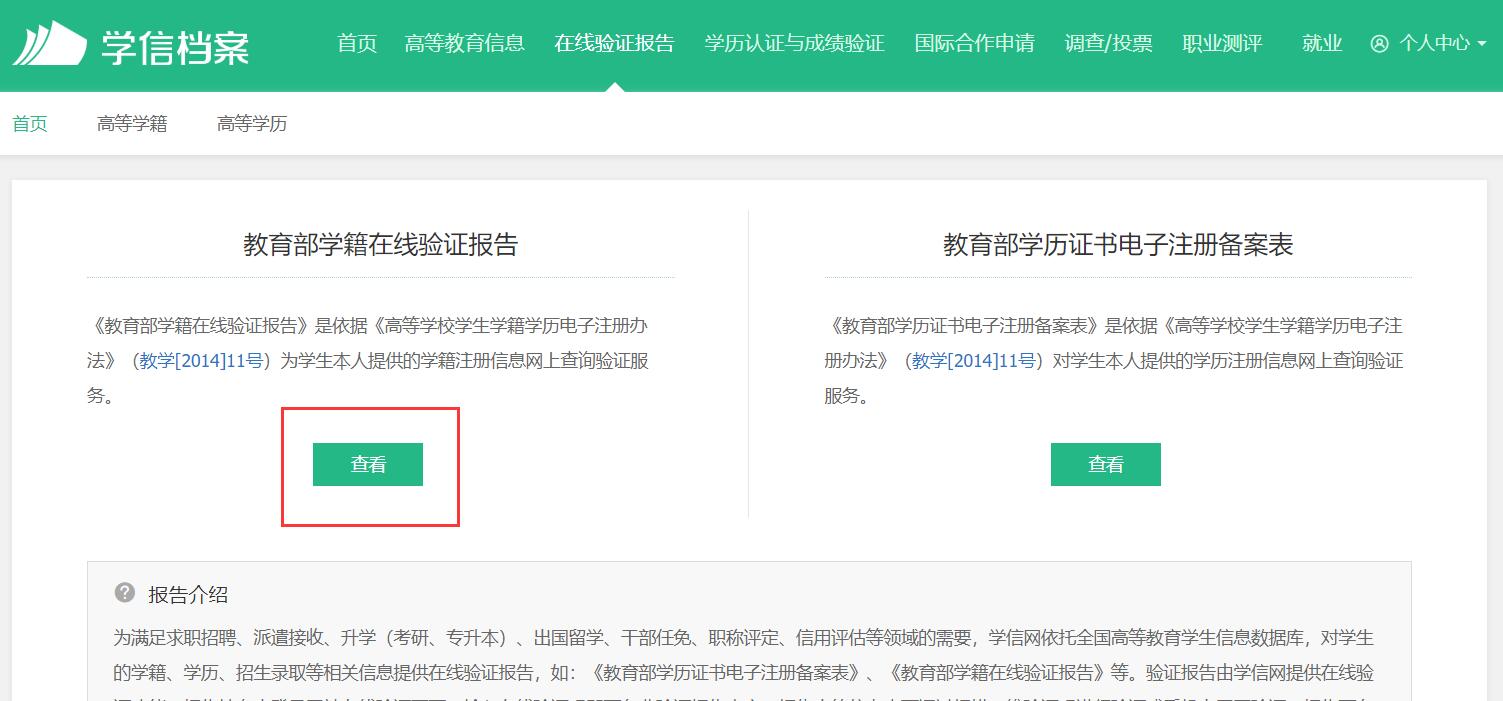 学信档案
首页 高等教育信息 在线验证报告 学历认证与成绩验证 国际合作申请 调查/投票 职业测评 就业 个人中心
首页 高等学籍 高等学历
教育部学籍在线验证报告
《教育部学籍在线验证报告》是依据《高等学校学生学籍学历电子注册办
法》（教学[2014]11号）为学生本人提供的学籍注册信息网上查询验证服
务。
查看
教育部学历证书电子注册备案表
《教育部学历证书电子注册备案表》是依据《高等学校学生学籍学历电子注
册办法》（教学[2014]11号）对学生本人提供的学历注册信息网上查询验证
服务。
查看
? 报告介绍
为满足求职招聘、派遣接收、升学（考研、专升本）、出国留学、干部任免、职称评定、信用评估等领域的需要，学信网依托全国高等教育学生信息数据库，对学生
的学籍、学历、招生录取等相关信息提供在线验证报告，如：《教育部学历证书电子注册备案表》、《教育部学籍在线验证报告》等。验证报告由学信网提供在线验